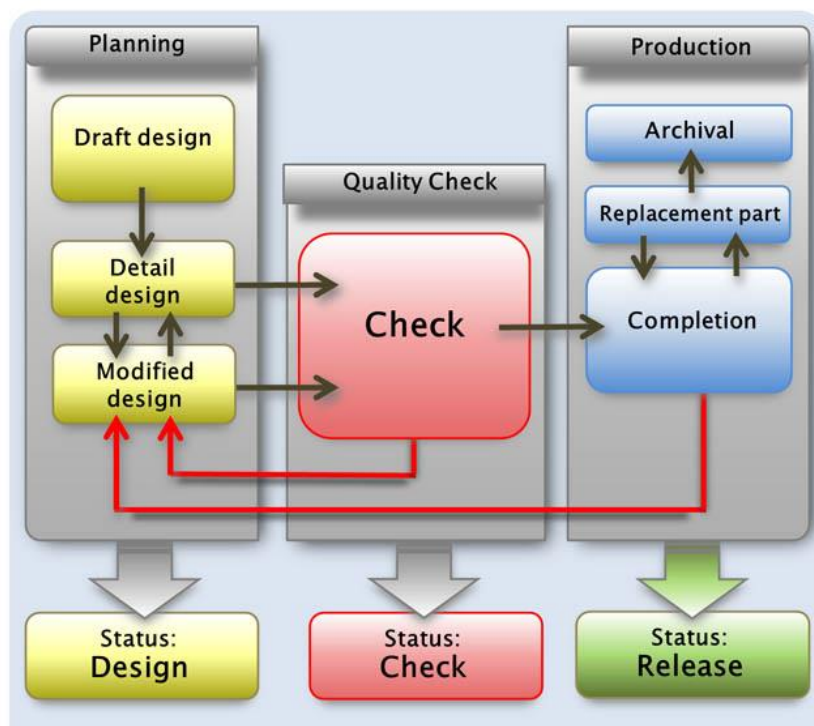 Planning
Draft design
Detail
design
Modified
design
Quality Check
Check
Production
Archival
Replacement part
Completion
Status:
Design
Status:
Check
Status:
Release